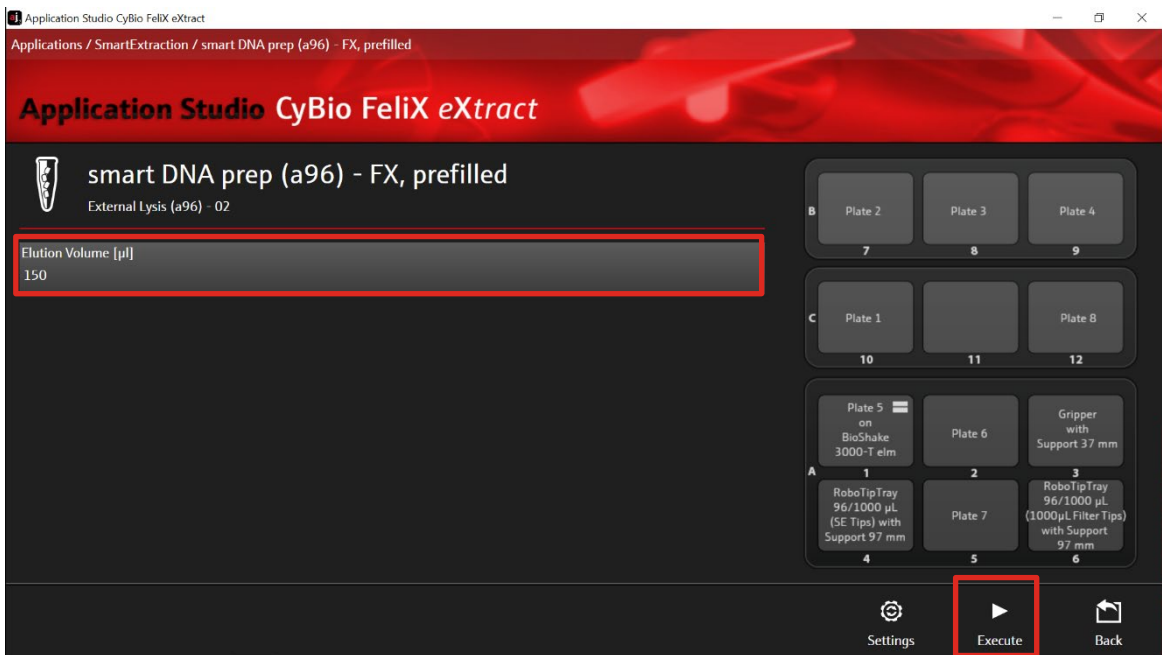 Application Studio CyBio FeliX eXtract
Applications / SmartExtraction / smart DNA prep (a96) - FX, prefilled
Application Studio CyBio FeliX eXtract
smart DNA prep (a96) - FX, prefilled
External Lysis (a96) - 02
Elution Volume [µl]
150
B
Plate 2
7
Plate 3
8
Plate 4
9
C
Plate 1
10
11
Plate 8
12
A
Plate 5
on
BioShake
3000-T elm
1
Plate 6
2
Gripper
with
Support 37 mm
3
RoboTipTray
96/1000 µL
(SE Tips) with
Support 97 mm
4
Plate 7
5
RoboTipTray
96/1000 µL
(1000µL Filter Tips)
with Support
97 mm
6
Settings
Execute
Back